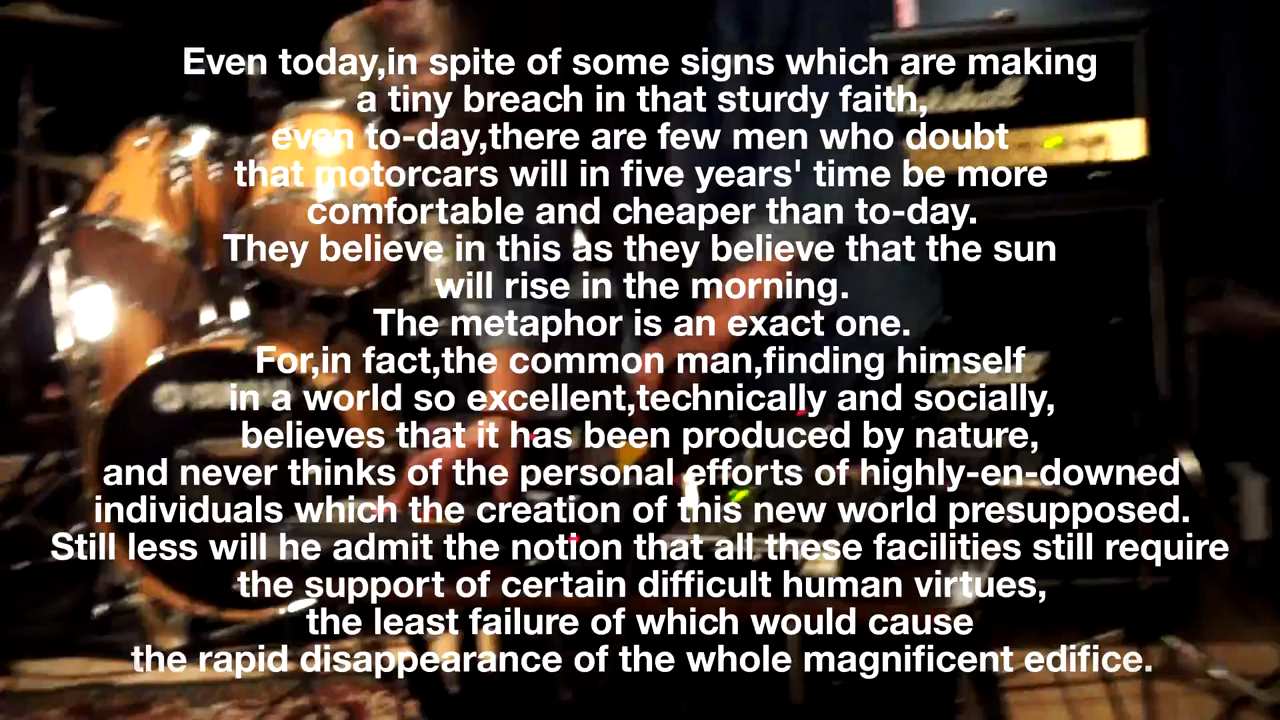 Even today,in spite of some signs which are making
a tiny breach in that sturdy faith,
even to-day,there are few men who doubt
that motorcars will in five years' time be more
comfortable and cheaper than to-day.
They believe in this as they believe that the sun
will rise in the morning.
The metaphor is an exact one.
For,in fact,the common man,finding himself
in a world so excellent,technically and socially,
believes that it has been produced by nature,
and never thinks of the personal efforts of highly-en-downed
individuals which the creation of this new world presupposed.
Still less will he admit the notion that all these facilities still require
the support of certain difficult human virtues,
the least failure of which would cause
the rapid disappearance of the whole magnificent edifice.
Marshall